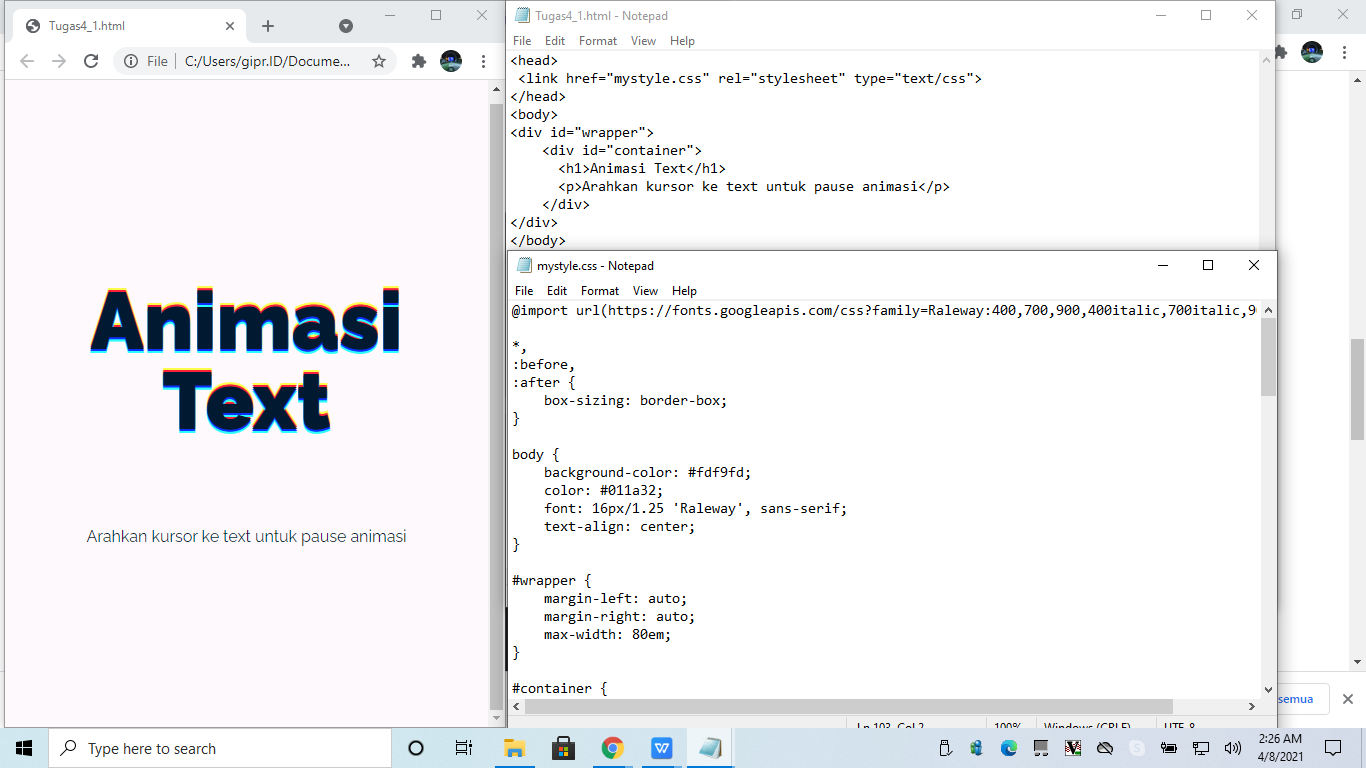 Tugas4_1.html
File
C:/Users/gipr.ID/Docume...
Animasi
Text
Arahkan kursor ke text untuk pause animasi
Tugas4_1.html - Notepad
File Edit Format View Help
<head>
<link href="mystyle.css" rel="stylesheet" type="text/css">
</head>
<body>
<div id="wrapper">
<div id="container">
<h1>Animasi Text</h1>
<p>Arahkan kursor ke text untuk pause animasi</p>
</div>
</div>
</body>
mystyle.css - Notepad
File Edit Format View Help
@import url(https://fonts.googleapis.com/css?family=Raleway:400,700,900,400italic,700italic,9
*,
:before,
:after {
box-sizing: border-box;
}
body {
background-color: #fdf9fd;
color: #011a32;
font: 16px/1.25 'Raleway', sans-serif;
text-align: center;
}
#wrapper {
margin-left: auto;
margin-right: auto;
max-width: 80em;
}
#container {
Ln 103, Col 2 100% Windows (CRLF) UTF-8
semua
Type here to search
2:26 AM
4/8/2021